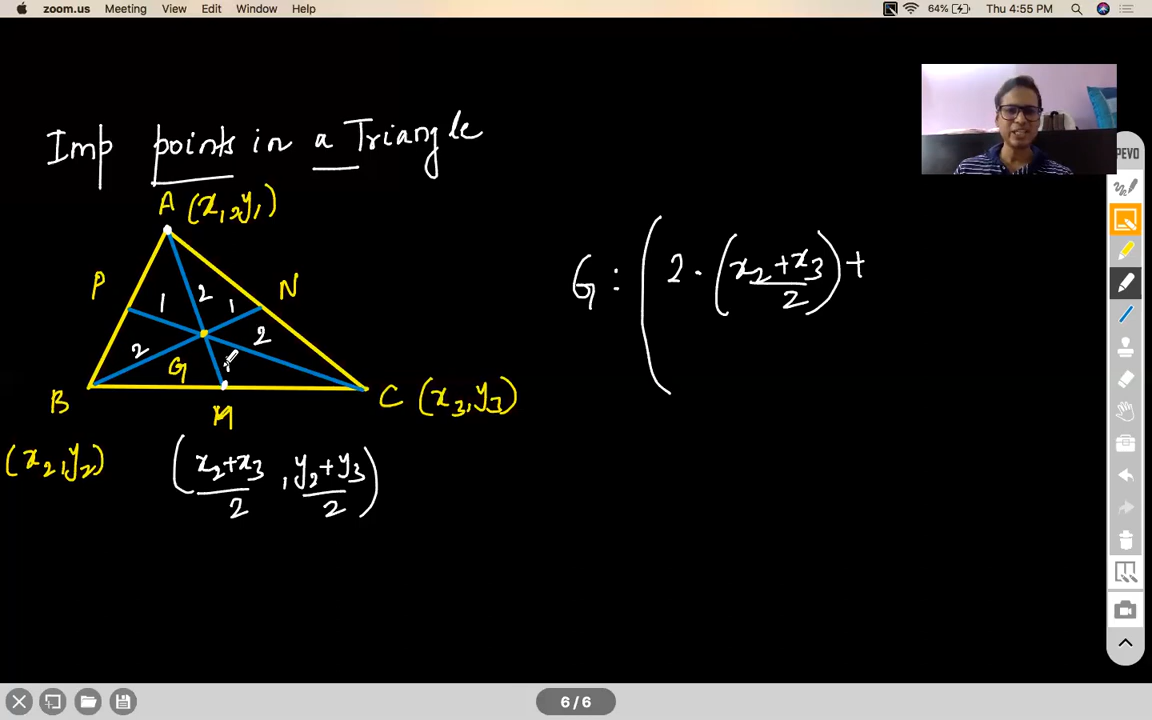 zoom.us Meeting View Edit Window Help 64% Thu 4:55 PM
Imp points in a Triangle
A (x₁, y₁)
P N
1 2 1
2 2
G
B M C (x₃, y₃)
(x₂, y₂) ((x₂+x₃)/2, (y₂+y₃)/2)
G : ( 2 · ((x₂+x₃)/2) +
PEVO
6 / 6